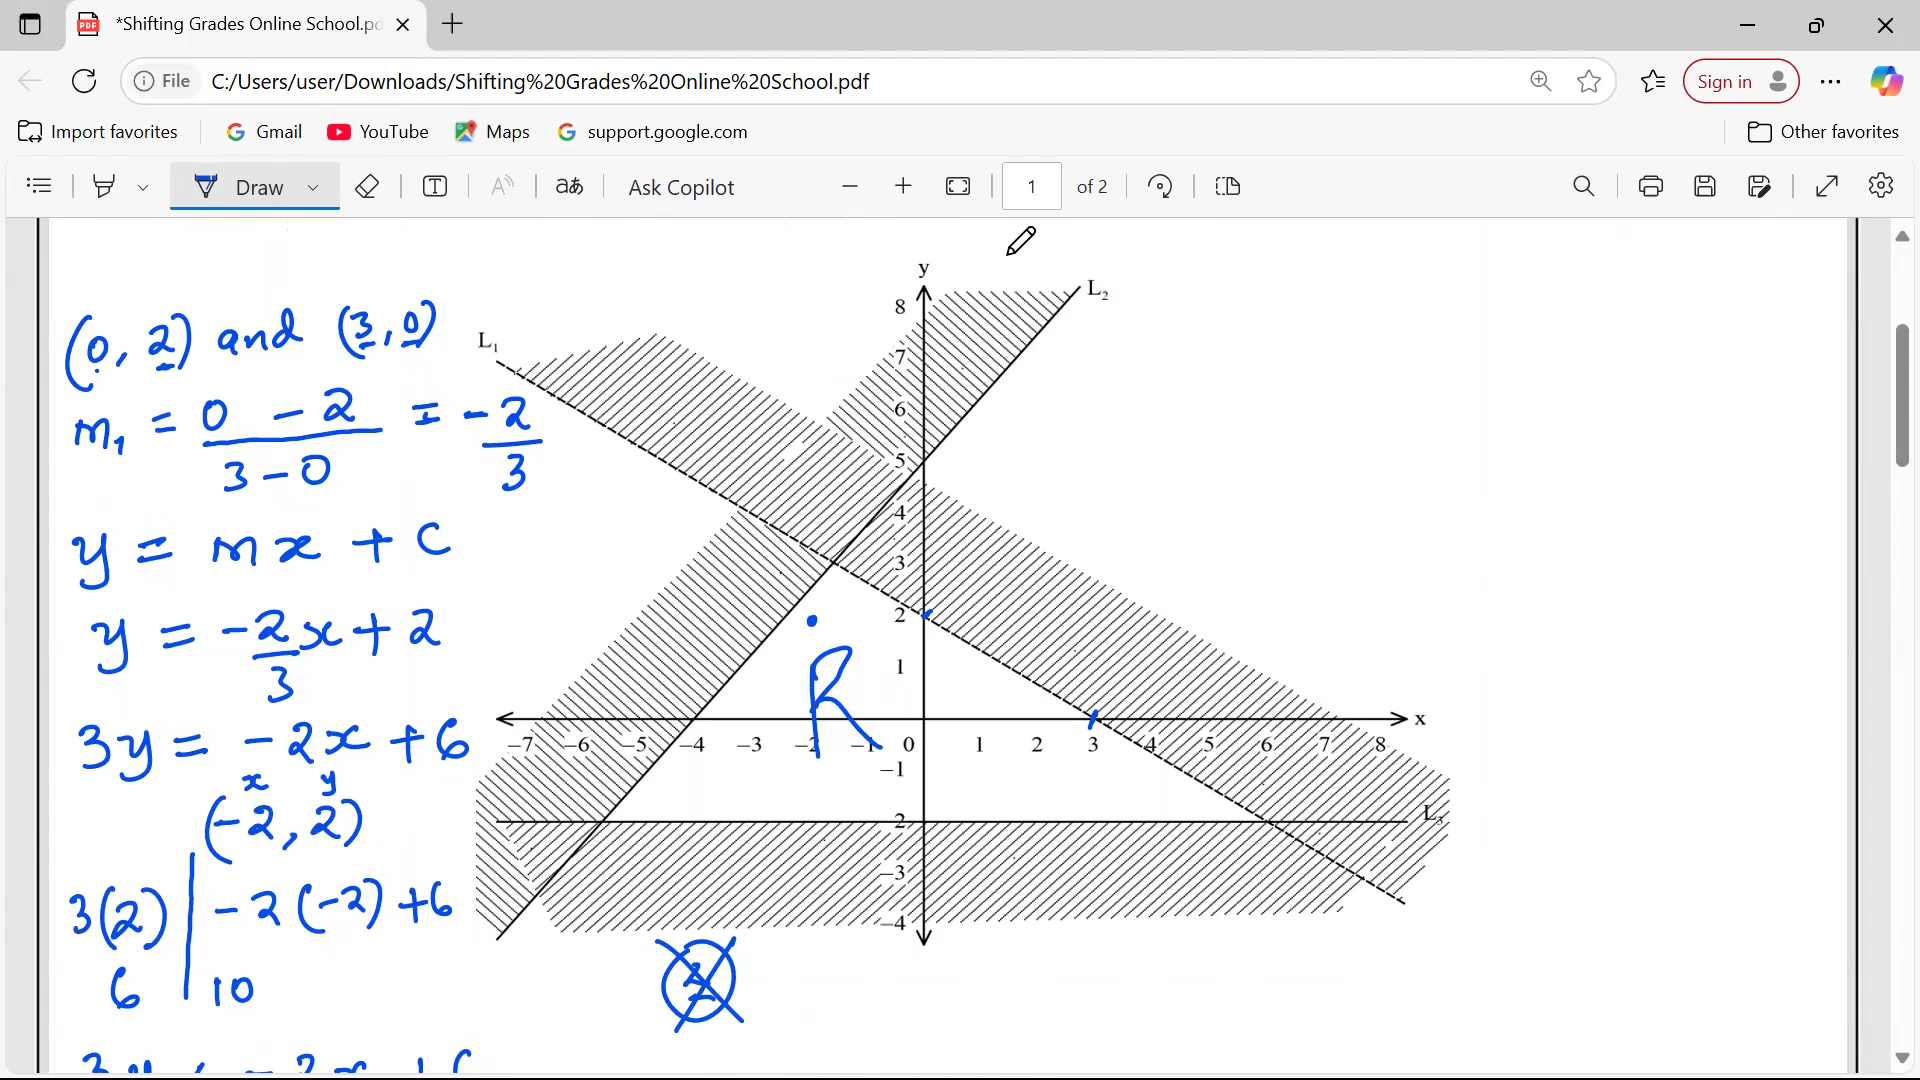 *Shifting Grades Online School.pd
File C:/Users/user/Downloads/Shifting%20Grades%20Online%20School.pdf
Sign in
Import favorites Gmail YouTube Maps support.google.com Other favorites
Draw Ask Copilot 1 of 2
(0, 2) and (3, 0)
m₁ = 0 - 2 / 3 - 0 = -2/3
y = mx + c
y = -2/3 x + 2
3y = -2x + 6
x y
(-2, 2)
3(2) | -2(-2) + 6
6 | 10
y
L₁
L₂
L₃
x
8
7
6
5
4
3
2
1
-7 -6 -5 -4 -3 -2 -1 0 1 2 3 4 5 6 7 8
-1
2
-3
-4
R